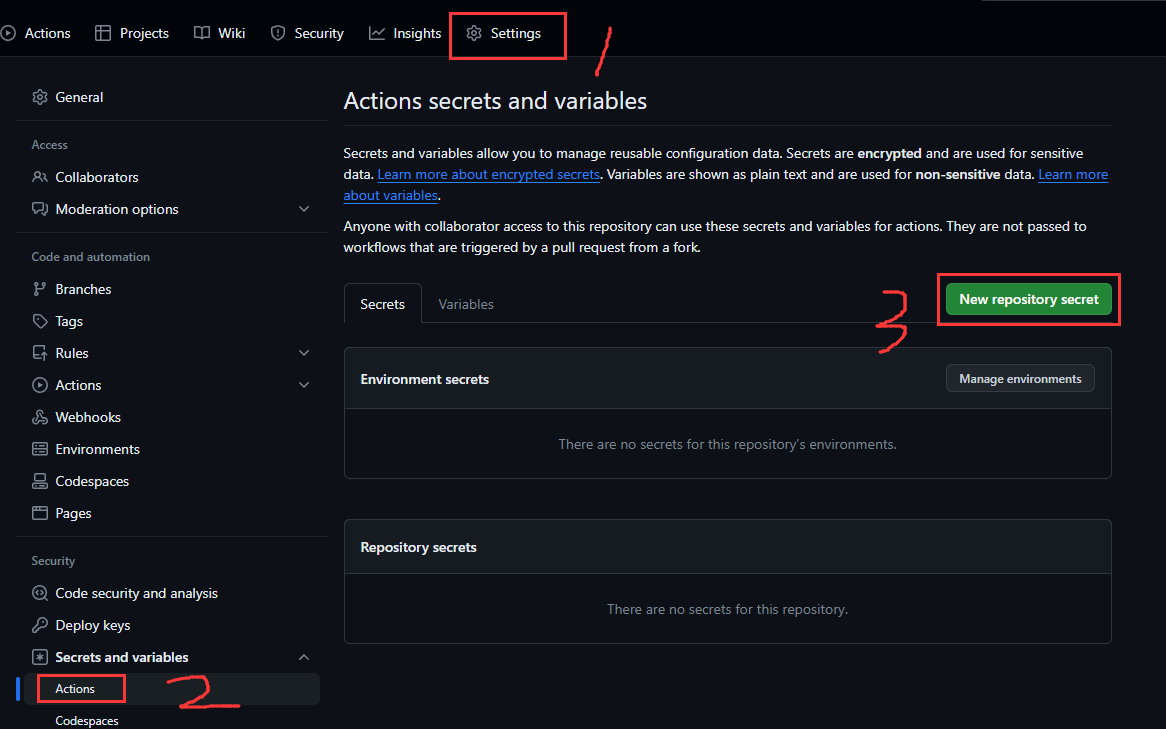 Actions Projects Wiki Security Insights Settings
1
General
Access
Collaborators
Moderation options
Code and automation
Branches
Tags
Rules
Actions
Webhooks
Environments
Codespaces
Pages
Security
Code security and analysis
Deploy keys
Secrets and variables
Actions
2
Codespaces
Actions secrets and variables
Secrets and variables allow you to manage reusable configuration data. Secrets are encrypted and are used for sensitive
data. Learn more about encrypted secrets. Variables are shown as plain text and are used for non-sensitive data. Learn more
about variables.
Anyone with collaborator access to this repository can use these secrets and variables for actions. They are not passed to
workflows that are triggered by a pull request from a fork.
Secrets Variables
3
New repository secret
Environment secrets
Manage environments
There are no secrets for this repository’s environments.
Repository secrets
There are no secrets for this repository.